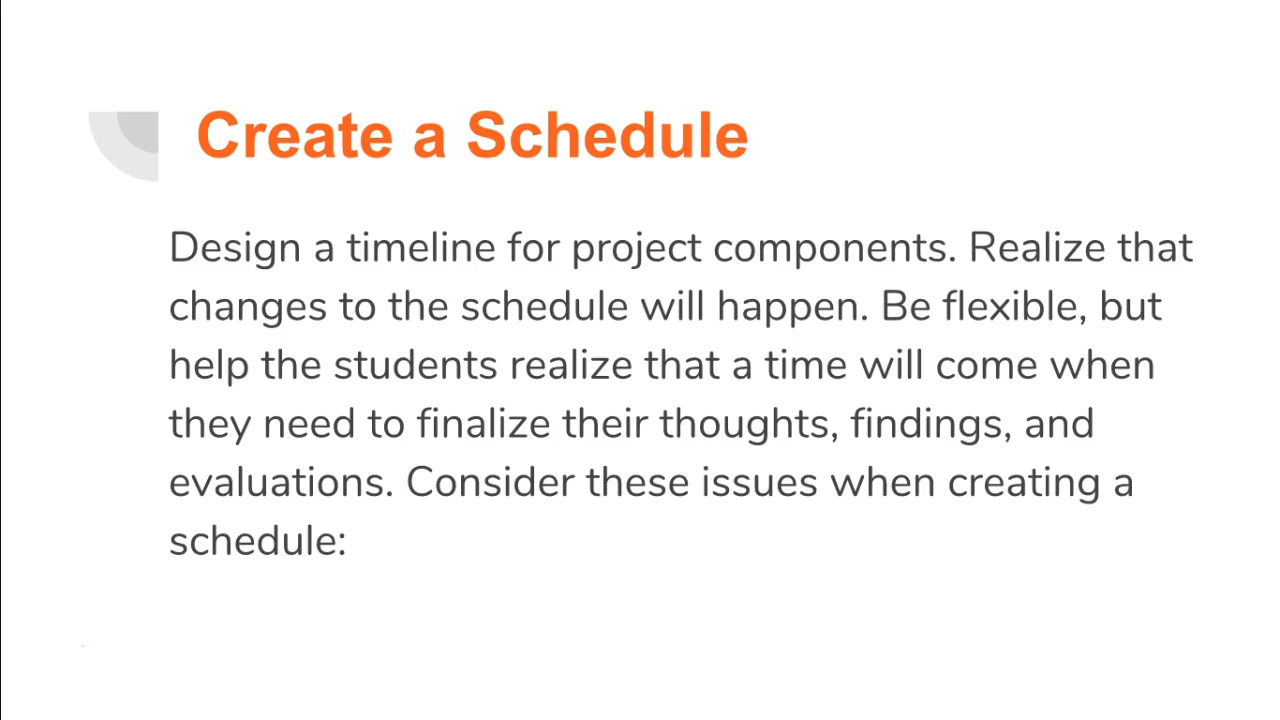 Create a Schedule
Design a timeline for project components. Realize that
changes to the schedule will happen. Be flexible, but
help the students realize that a time will come when
they need to finalize their thoughts, findings, and
evaluations. Consider these issues when creating a
schedule: